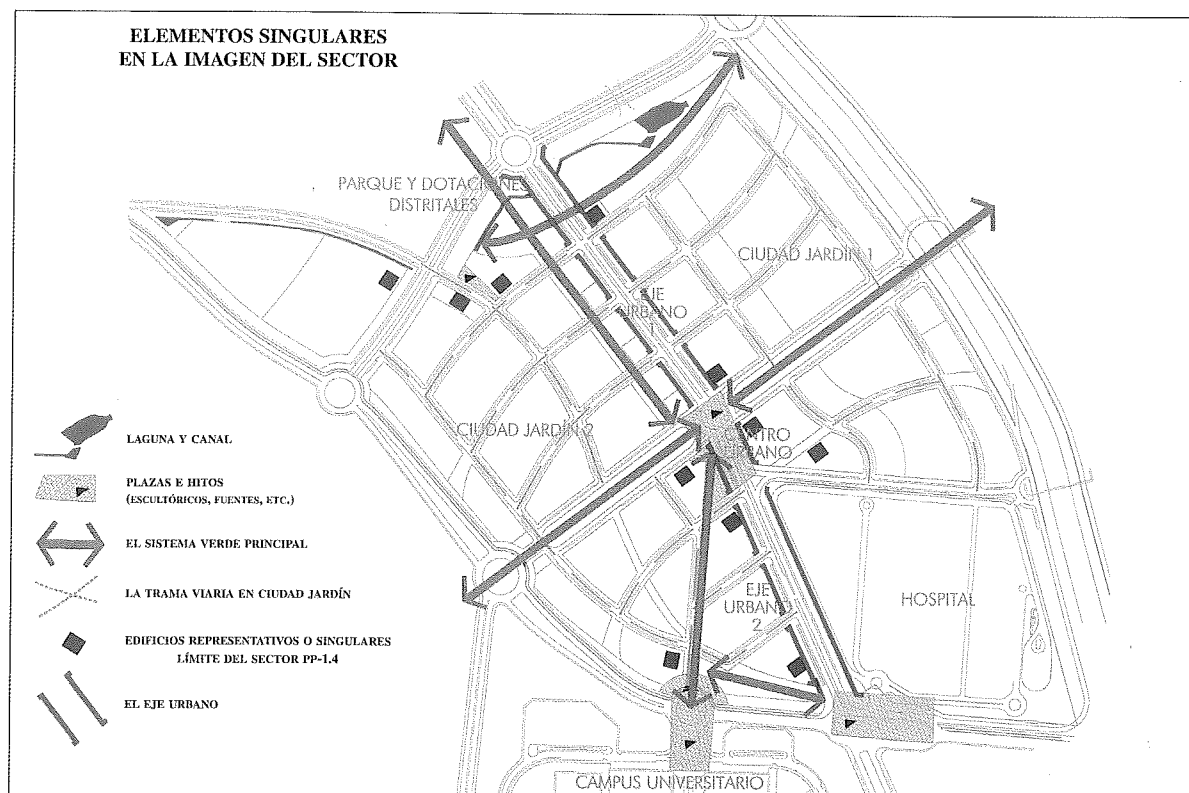 ELEMENTOS SINGULARES
EN LA IMAGEN DEL SECTOR
PARQUE Y DOTACIONES
DISTRITALES
CIUDAD JARDÍN 1
EJE
URBANO
1
CIUDAD JARDÍN 2
CENTRO
URBANO
EJE
URBANO
2
HOSPITAL
CAMPUS UNIVERSITARIO
LAGUNA Y CANAL
PLAZAS E HITOS
(ESCULTÓRICOS, FUENTES, ETC.)
EL SISTEMA VERDE PRINCIPAL
LA TRAMA VIARIA EN CIUDAD JARDÍN
EDIFICIOS REPRESENTATIVOS O SINGULARES
LÍMITE DEL SECTOR PP-1.4
EL EJE URBANO